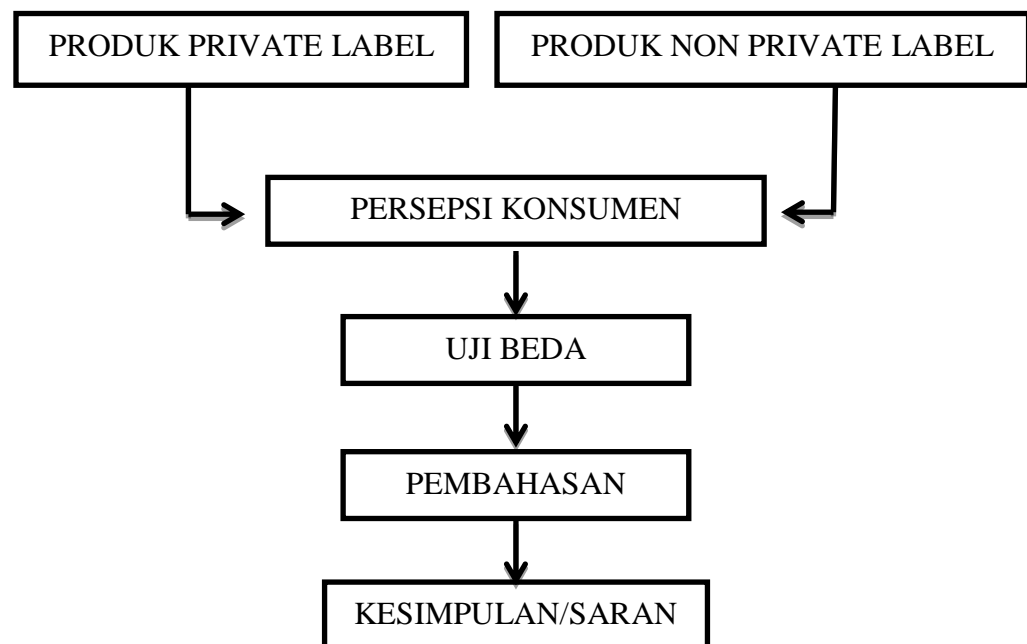 PRODUK PRIVATE LABEL
PRODUK NON PRIVATE LABEL
PERSEPSI KONSUMEN
UJI BEDA
PEMBAHASAN
KESIMPULAN/SARAN